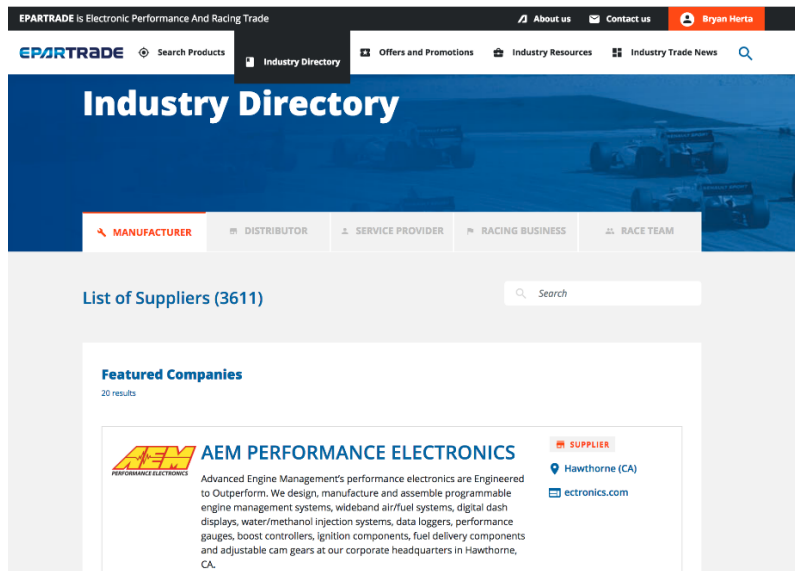 EPARTRADE is Electronic Performance And Racing Trade
About us
Contact us
Bryan Herta
EPARTRADE
Search Products
Industry Directory
Offers and Promotions
Industry Resources
Industry Trade News
Industry Directory
MANUFACTURER
DISTRIBUTOR
SERVICE PROVIDER
RACING BUSINESS
RACE TEAM
List of Suppliers (3611)
Search
Featured Companies
20 results
AEM
PERFORMANCE ELECTRONICS
AEM PERFORMANCE ELECTRONICS
Advanced Engine Management's performance electronics are Engineered
to Outperform. We design, manufacture and assemble programmable
engine management systems, wideband air/fuel systems, digital dash
displays, water/methanol injection systems, data loggers, performance
gauges, boost controllers, ignition components, fuel delivery components
and adjustable cam gears at our corporate headquarters in Hawthorne,
CA.
SUPPLIER
Hawthorne (CA)
ectronics.com